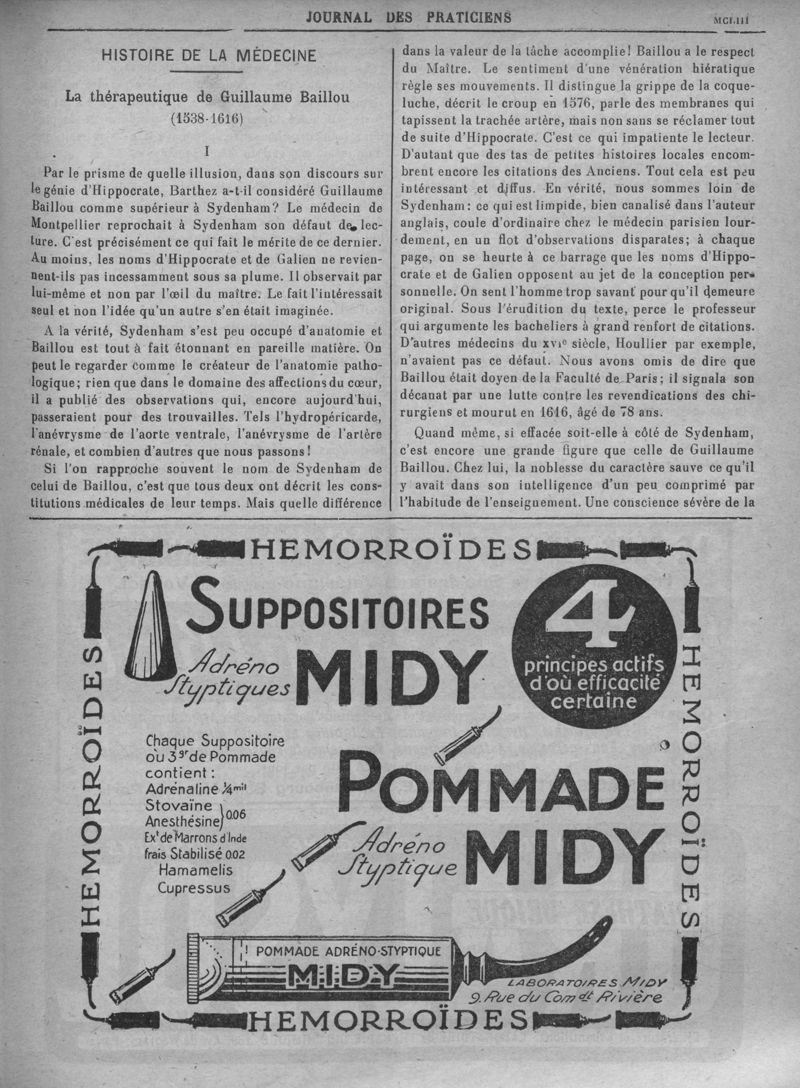 JOURNAL DES PRATICIENS
HISTOIRE DE LA MÉDECINE
La thérapeutique de Guillaume Baillou
(1538-1616)
I
Par le prisme de quelle illusion, dans son discours sur
le génie d'Hippocrate, Barthez a-t-il considéré Guillaume
Baillou comme supérieur à Sydenham? Le médecin de
Montpellier reprochait à Sydenham son défaut de lec-
ture. C'est précisément ce qui fait le mérite de ce dernier.
Au moins, les noms d'Hippocrate et de Galien ne revien-
nent-ils pas incessamment sous sa plume. Il observait par
lui-même et non par l'œil du maître. Le fait l'intéressait
seul et non l'idée qu'un autre s'en était imaginée.
A la vérité, Sydenham s'est peu occupé d'anatomie et
Baillou est tout à fait étonnant en pareille matière. On
peut le regarder comme le créateur de l'anatomie patho-
logique; rien que dans le domaine des affections du cœur,
il a publié des observations qui, encore aujourd'hui,
passeraient pour des trouvailles. Tels l'hydropéricarde,
l'anévrysme de l'aorte ventrale, l'anévrysme de l'artère
rénale, et combien d'autres que nous passons!
Si l'on rapproche souvent le nom de Sydenham de
celui de Baillou, c'est que tous deux ont décrit les cons-
titutions médicales de leur temps. Mais quelle différence
dans la valeur de la tâche accomplie! Baillou a le respect
du Maître. Le sentiment d'une vénération hiératique
règle ses mouvements. Il distingue la grippe de la coque-
luche, décrit le croup en 1576, parle des membranes qui
tapissent la trachée artère, mais non sans se réclamer tout
de suite d'Hippocrate. C'est ce qui impatiente le lecteur.
D'autant que des tas de petites histoires locales encom-
brent encore les citations des Anciens. Tout cela est peu
intéressant et diffus. En vérité, nous sommes loin de
Sydenham: ce qui est limpide, bien canalisé dans l'auteur
anglais, coule d'ordinaire chez le médecin parisien lour-
dement, en un flot d'observations disparates; à chaque
page, on se heurte à ce barrage que les noms d'Hippo-
crate et de Galien opposent au jet de la conception per-
sonnelle. On sent l'homme trop savant pour qu'il demeure
original. Sous l'érudition du texte, perce le professeur
qui argumente les bacheliers à grand renfort de citations.
D'autres médecins du XVIe siècle, Houllier par exemple,
n'avaient pas ce défaut. Nous avons omis de dire que
Baillou était doyen de la Faculté de Paris; il signala son
décanat par une lutte contre les revendications des chi-
rurgiens et mourut en 1616, âgé de 78 ans.
Quand même, si effacée soit-elle à côté de Sydenham,
c'est encore une grande figure que celle de Guillaume
Baillou. Chez lui, la noblesse du caractère sauve ce qu'il
y avait dans son intelligence d'un peu comprimé par
l'habitude de l'enseignement. Une conscience sévère de la
HEMORROÏDES
HEMORROÏDES
HEMORROÏDES
SUPPOSITOIRES
Adréno
Styptiques MIDY
4
principes actifs
d'où efficacité
certaine
Chaque Suppositoire
ou 3gr de Pommade
contient:
Adrénaline 1/4 mil
Stovaïne
Anesthésine} 0.06
Ext de Marrons d'Inde
frais Stabilisé 0.02
Hamamelis
Cupressus
POMMADE
Adréno
Styptique MIDY
POMMADE ADRÉNO-STYPTIQUE
MIDY
LABORATOIRES MIDY
9. Rue du Comdt Rivière
HEMORROÏDES